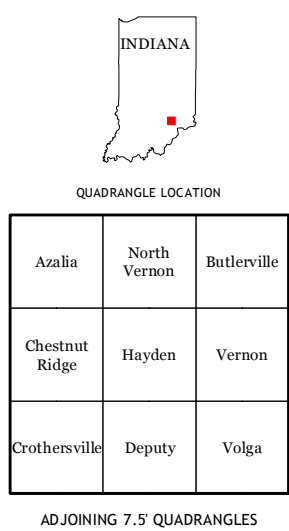 INDIANA
QUADRANGLE LOCATION
Azalia
North
Vernon
Butlerville
Chestnut
Ridge
Hayden
Vernon
Crothersville
Deputy
Volga
ADJOINING 7.5' QUADRANGLES